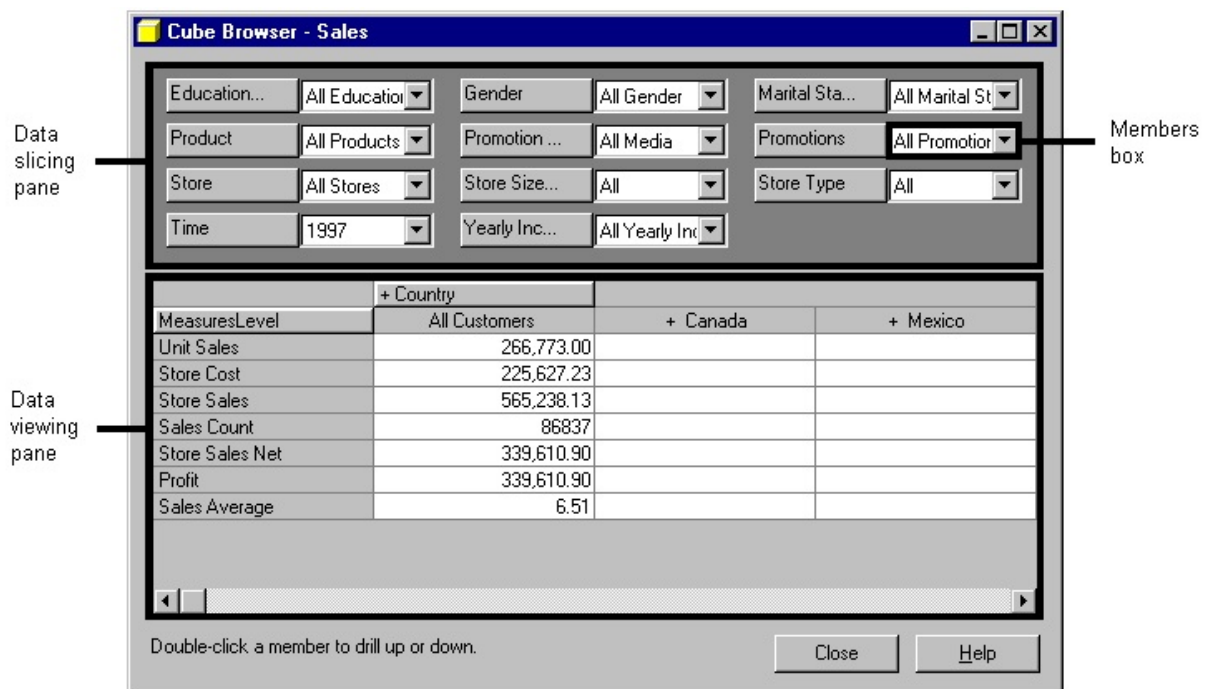 Cube Browser - Sales
Education... All Education Gender All Gender Marital Sta... All Marital St
Product All Products Promotion ... All Media Promotions All Promotion
Store All Stores Store Size... All Store Type All
Time 1997 Yearly Inc... All Yearly Inc
Data
slicing
pane
Members
box
+ Country
MeasuresLevel All Customers + Canada + Mexico
Unit Sales 266,773.00
Store Cost 225,627.23
Store Sales 565,238.13
Sales Count 86837
Store Sales Net 339,610.90
Profit 339,610.90
Sales Average 6.51
Data
viewing
pane
Double-click a member to drill up or down.
Close Help